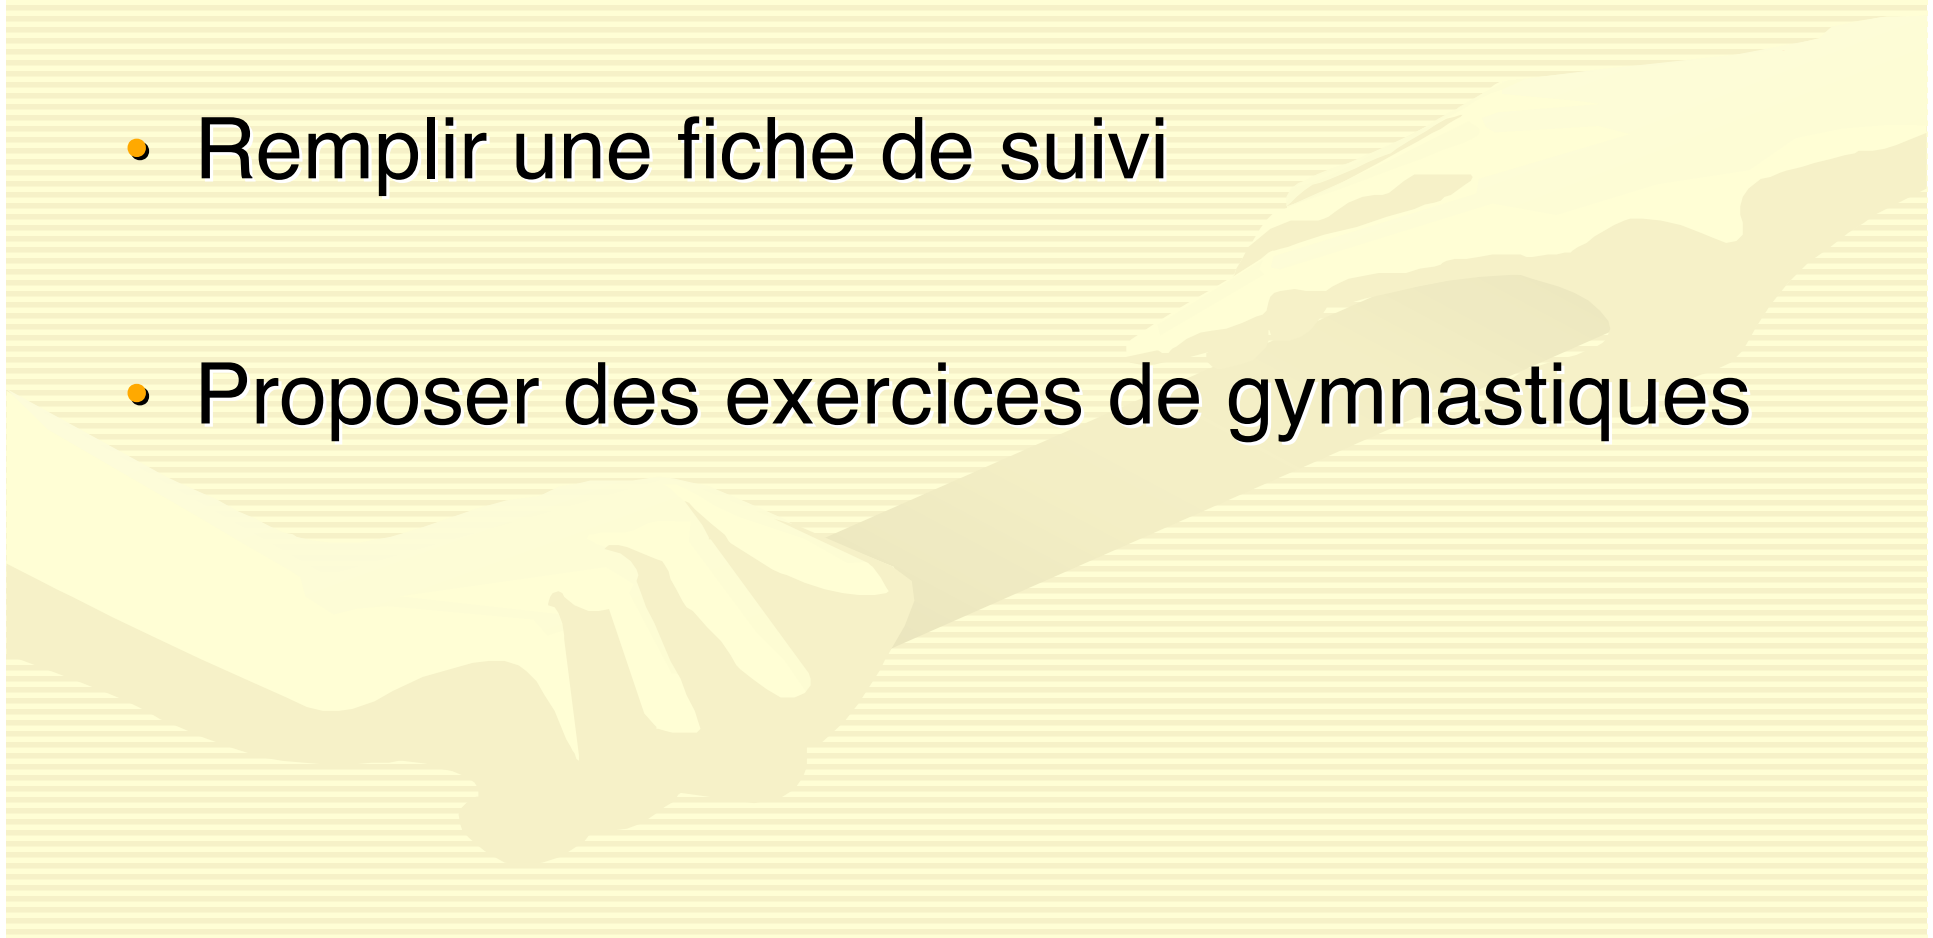 • Remplir une fiche de suivi
• Proposer des exercices de gymnastiques